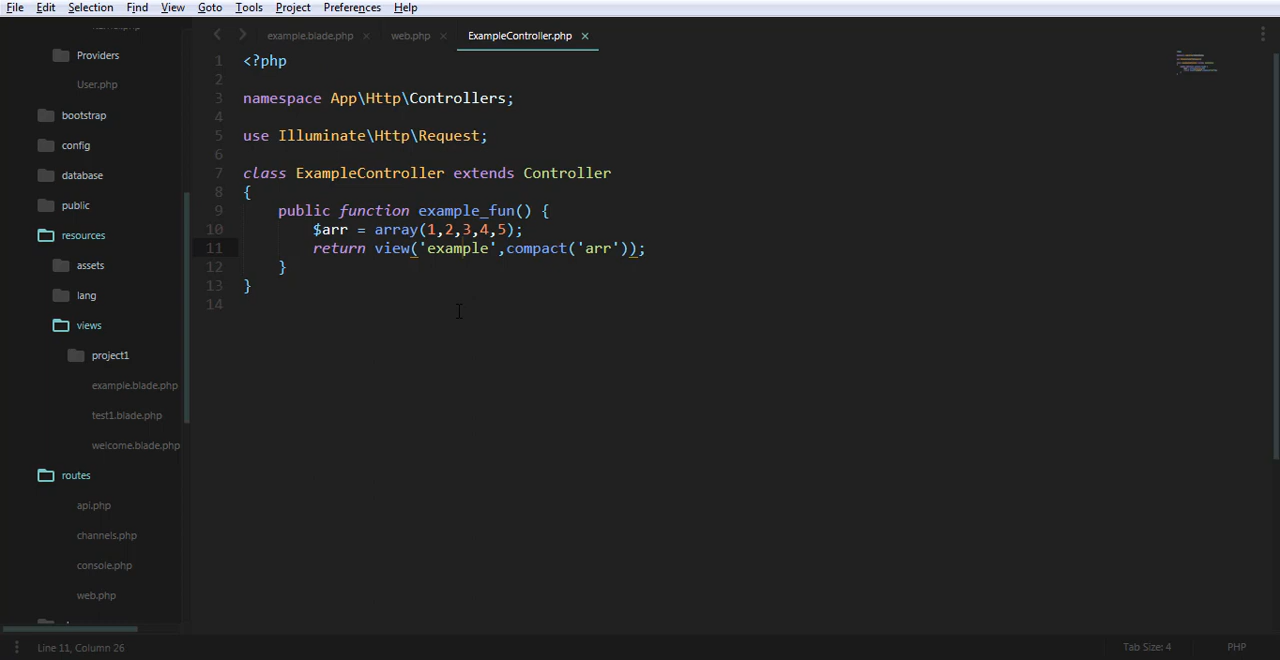 File Edit Selection Find View Goto Tools Project Preferences Help
example.blade.php × web.php × ExampleController.php ×
Providers
User.php
bootstrap
config
database
public
resources
assets
lang
views
project1
example.blade.php
test1.blade.php
welcome.blade.php
routes
api.php
channels.php
console.php
web.php
1 <?php
2
3 namespace App\Http\Controllers;
4
5 use Illuminate\Http\Request;
6
7 class ExampleController extends Controller
8 {
9 public function example_fun() {
10 $arr = array(1,2,3,4,5);
11 return view('example',compact('arr'));
12 }
13 }
14
Line 11, Column 26 Tab Size: 4 PHP